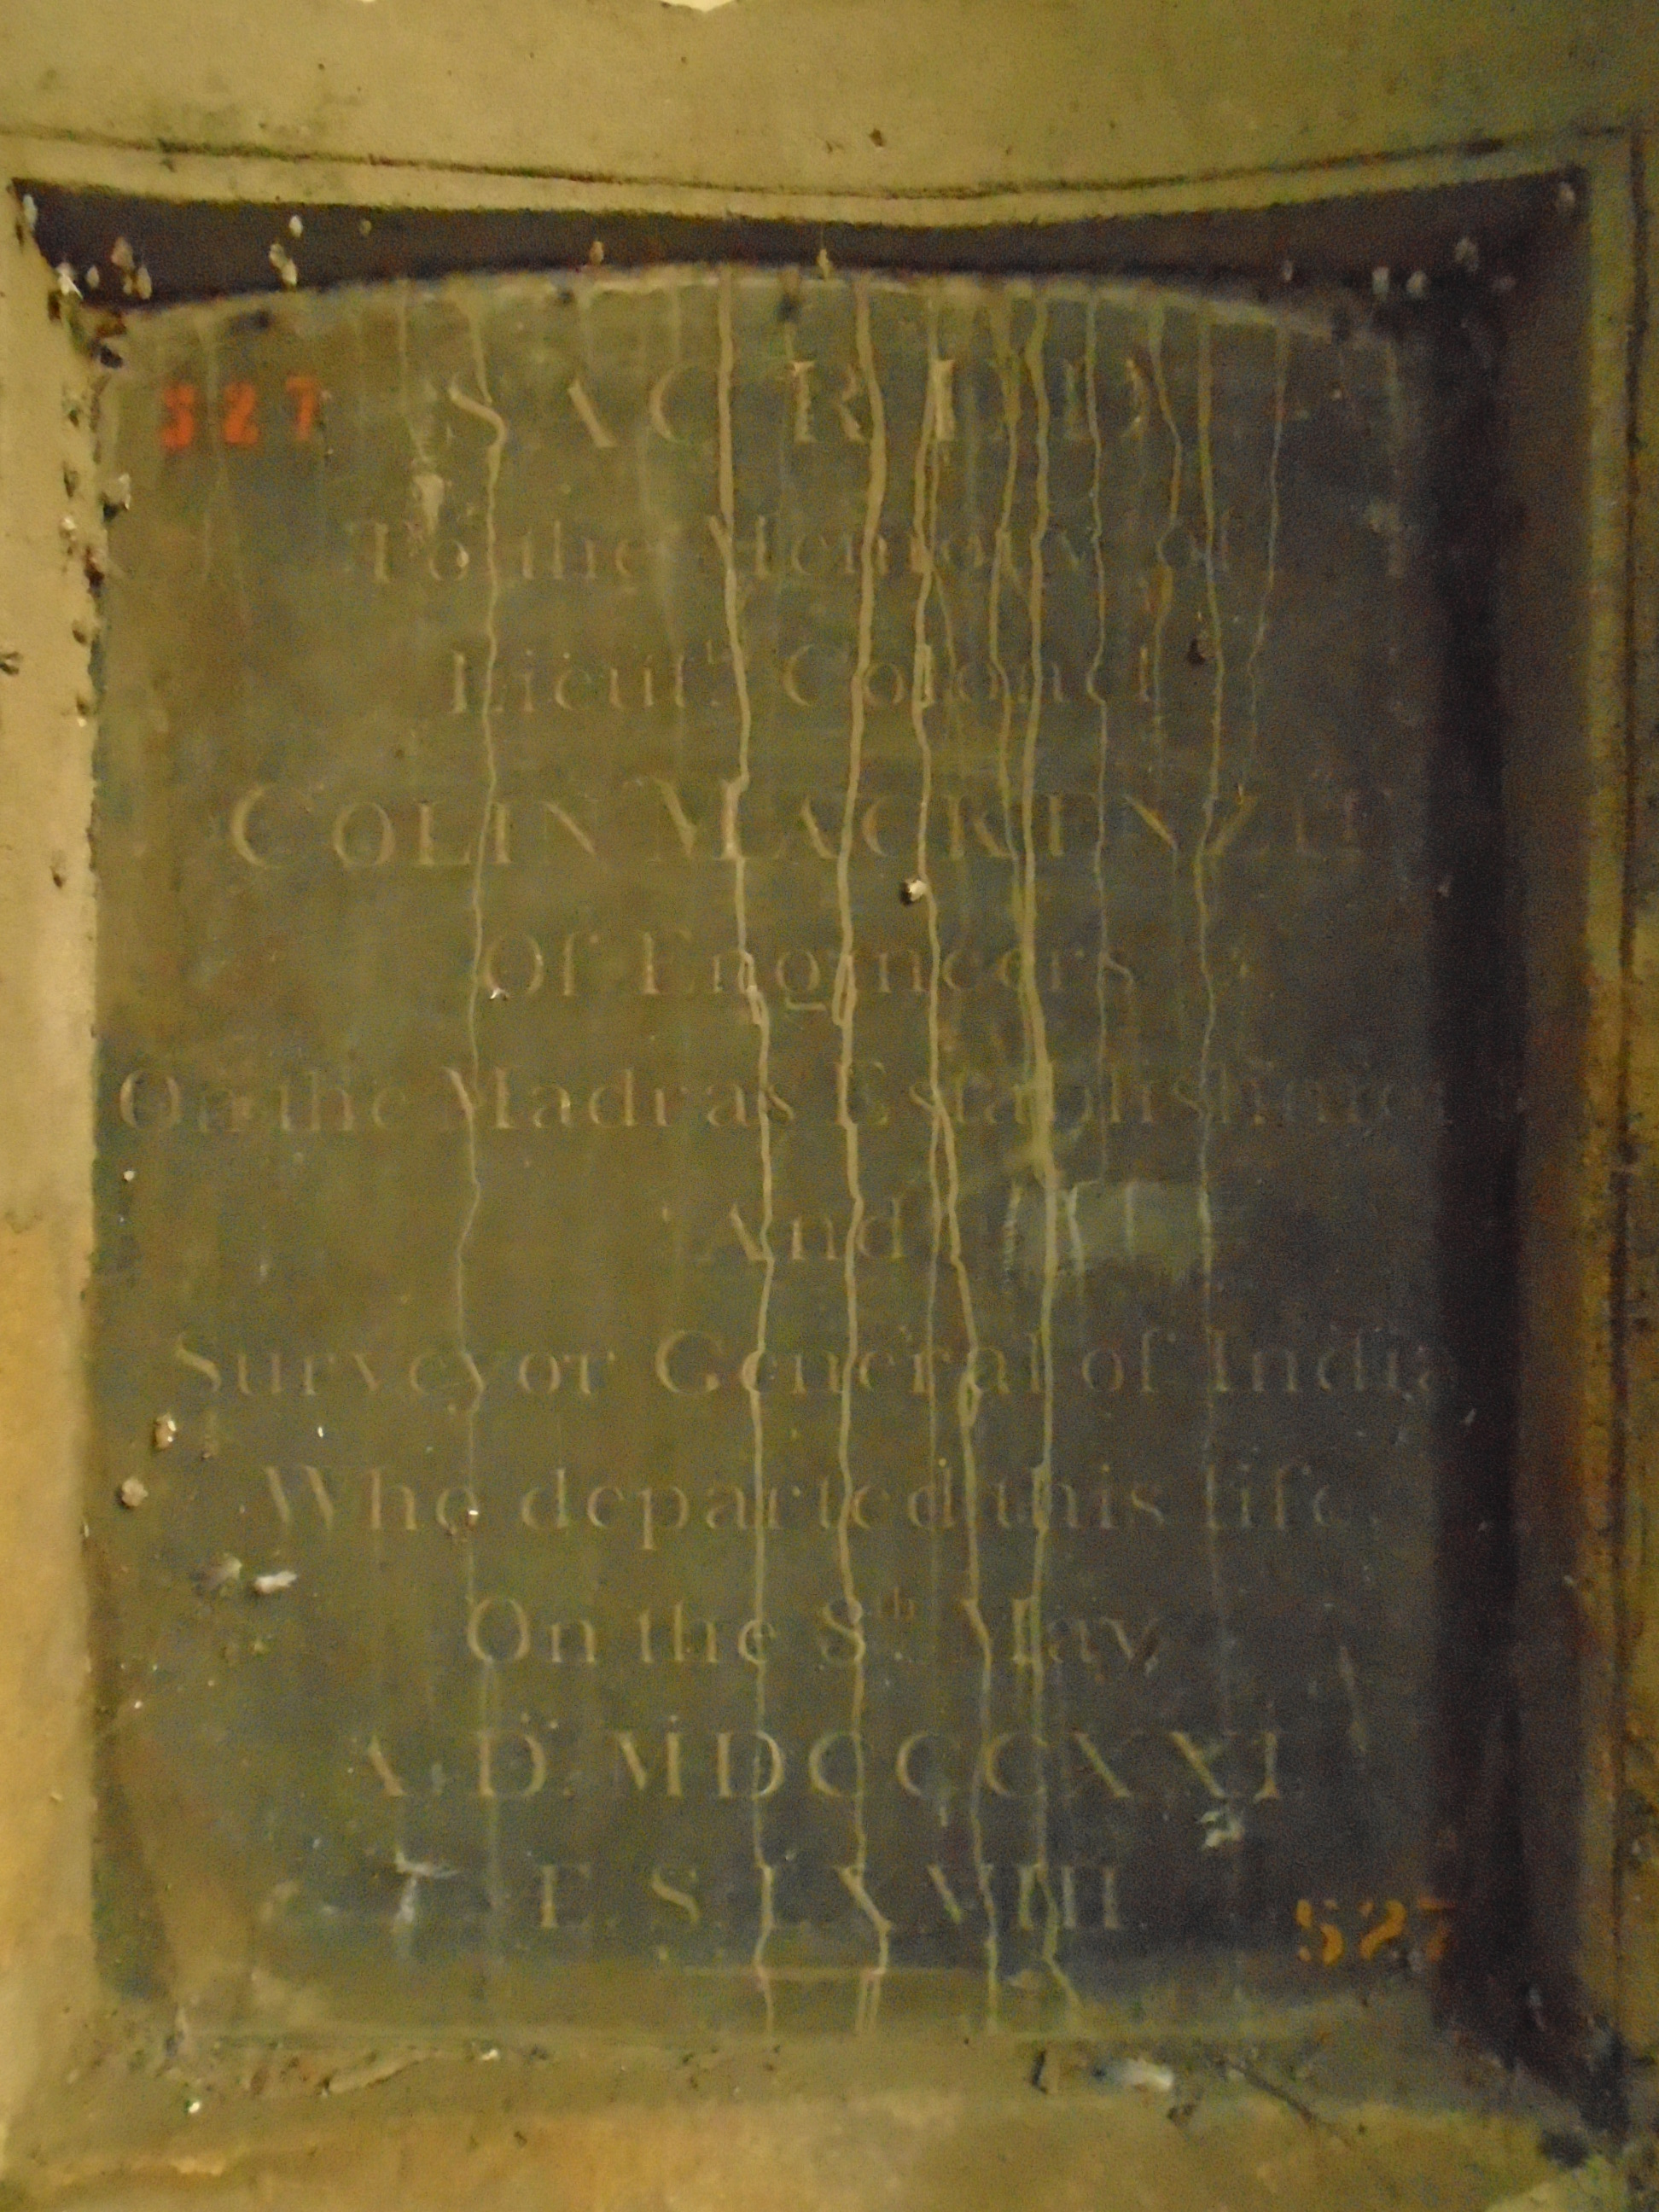 527
SACRED
To the Memory of
Lieut.t Colonel
COLIN MACKENZIE
Of Engineers
On the Madras Establishment
And
Surveyor General of India
Who departed this life
On the 8th May
A.D. MDCCCXXI
E.S. LXVIII.
527